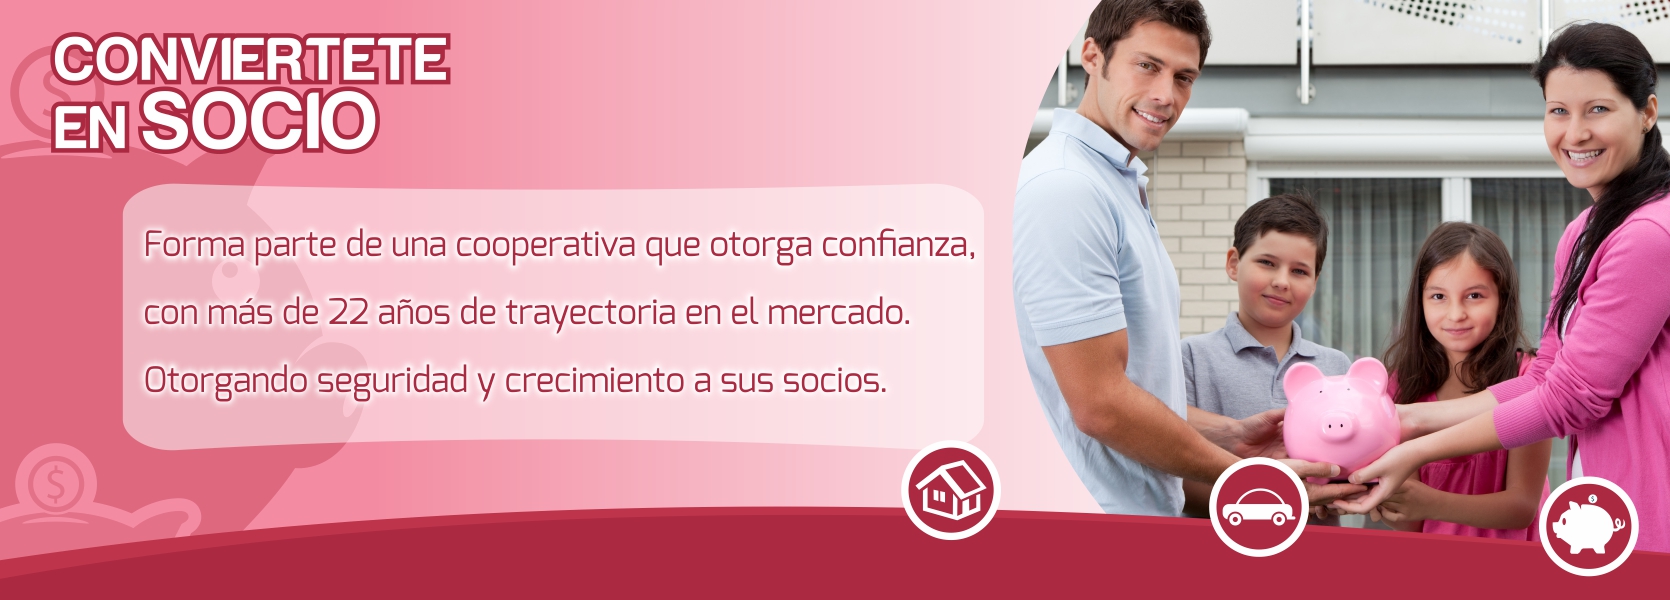 CONVIERTETE
EN SOCIO
Forma parte de una cooperativa que otorga confianza,
con más de 22 años de trayectoria en el mercado.
Otorgando seguridad y crecimiento a sus socios.
$
$
$